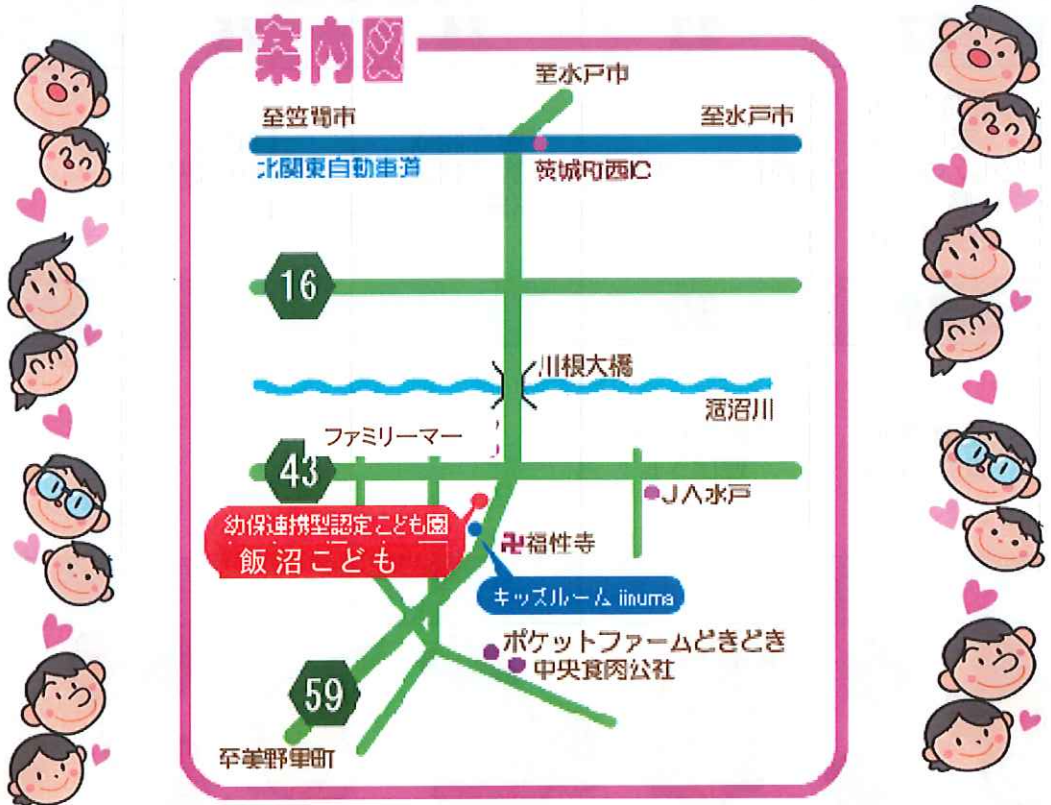 案内図
至水戸市
至笠間市
至水戸市
北関東自動車道
茨城町西IC
16
川根大橋
涸沼川
ファミリーマー
43
JA水戸
幼保連携型認定こども園
飯沼こども
卍福性寺
キッズルーム iinuma
ポケットファームどきどき
中央食肉公社
59
至美野里町